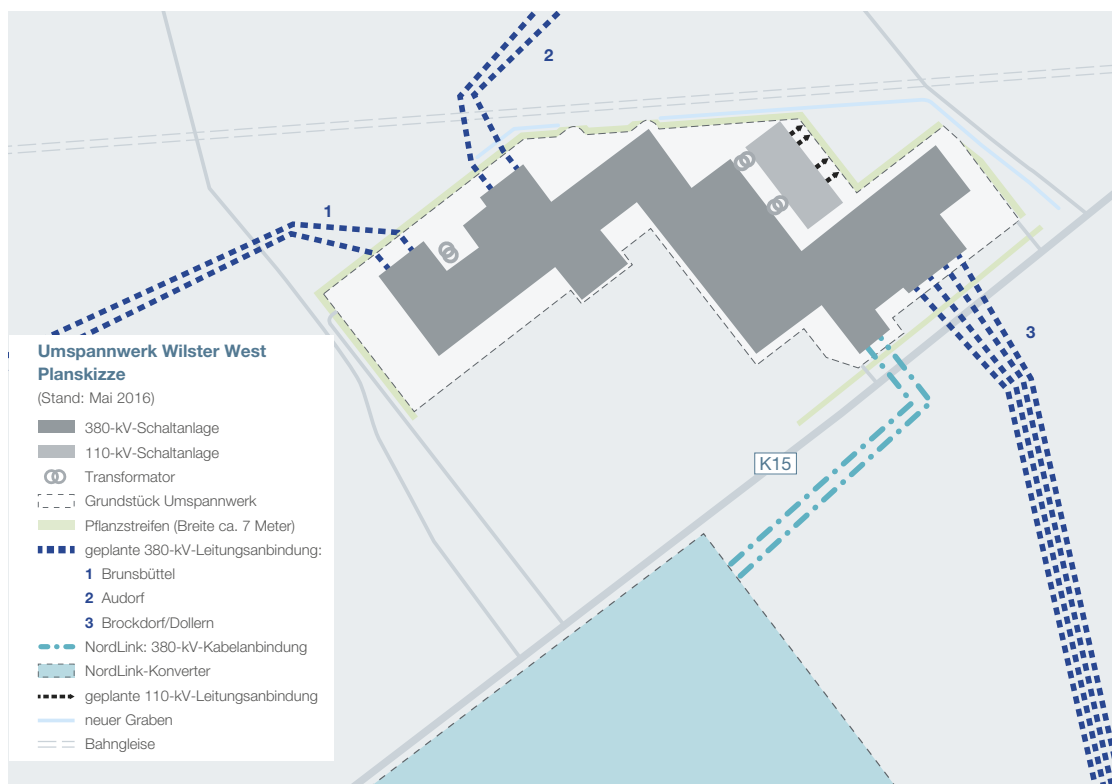 2
1
3
K15
Umspannwerk Wilster West
Planskizze
(Stand: Mai 2016)
380-kV-Schaltanlage
110-kV-Schaltanlage
Transformator
Grundstück Umspannwerk
Pflanzstreifen (Breite ca. 7 Meter)
geplante 380-kV-Leitungsanbindung:
1 Brunsbüttel
2 Audorf
3 Brockdorf/Dollern
NordLink: 380-kV-Kabelanbindung
NordLink-Konverter
geplante 110-kV-Leitungsanbindung
neuer Graben
Bahngleise